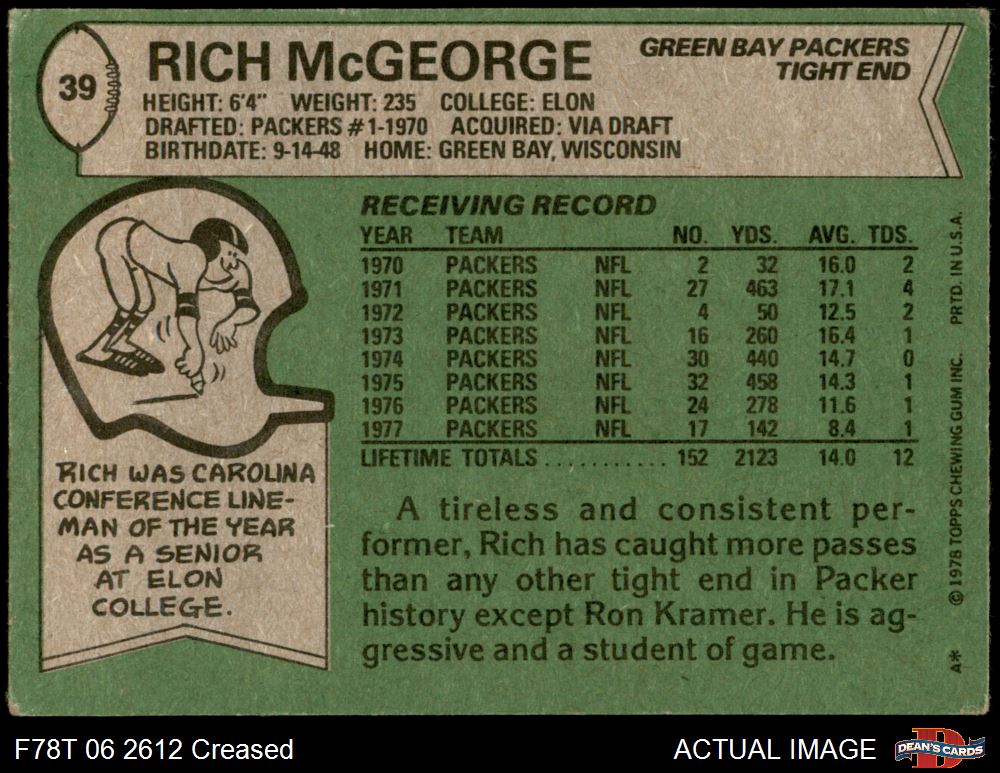 39
RICH McGEORGE
GREEN BAY PACKERS
TIGHT END
HEIGHT: 6'4" WEIGHT: 235 COLLEGE: ELON
DRAFTED: PACKERS #1-1970 ACQUIRED: VIA DRAFT
BIRTHDATE: 9-14-48 HOME: GREEN BAY, WISCONSIN
RECEIVING RECORD
YEAR TEAM NO. YDS. AVG. TDS.
1970 PACKERS NFL 2 32 16.0 2
1971 PACKERS NFL 27 463 17.1 4
1972 PACKERS NFL 4 50 12.5 2
1973 PACKERS NFL 16 260 16.4 1
1974 PACKERS NFL 30 440 14.7 0
1975 PACKERS NFL 32 458 14.3 1
1976 PACKERS NFL 24 278 11.6 1
1977 PACKERS NFL 17 142 8.4 1
LIFETIME TOTALS ........... 152 2123 14.0 12
RICH WAS CAROLINA
CONFERENCE LINE-
MAN OF THE YEAR
AS A SENIOR
AT ELON
COLLEGE.
A tireless and consistent per-
former, Rich has caught more passes
than any other tight end in Packer
history except Ron Kramer. He is ag-
gressive and a student of game.
A* © 1978 TOPPS CHEWING GUM INC. PRTD. IN U.S.A.
F78T 06 2612 Creased
ACTUAL IMAGE
D
DEAN'S CARDS